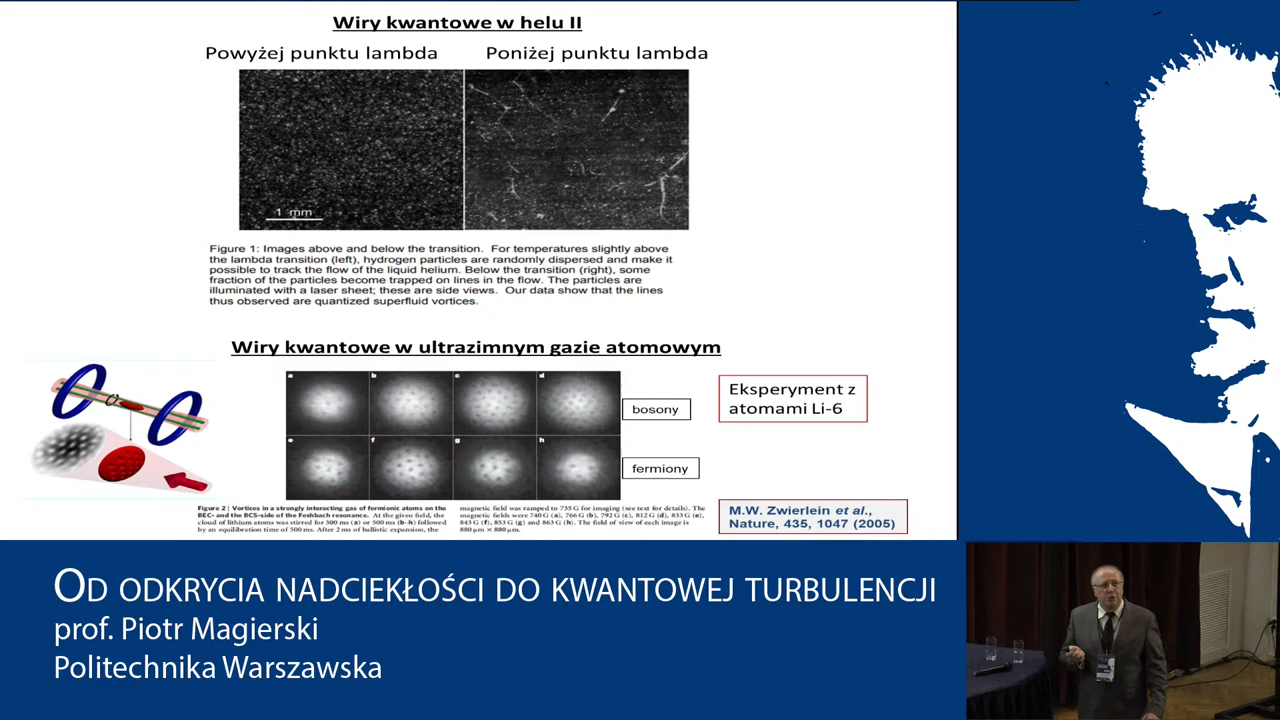 Wiry kwantowe w helu II
Powyżej punktu lambda
Poniżej punktu lambda
1 mm
Figure 1: Images above and below the transition. For temperatures slightly above
the lambda transition (left), hydrogen particles are randomly dispersed and make it
possible to track the flow of the liquid helium. Below the transition (right), some
fraction of the particles become trapped on lines in the flow. The particles are
illuminated with a laser sheet; these are side views. Our data show that the lines
thus observed are quantized superfluid vortices.
Wiry kwantowe w ultrazimnym gazie atomowym
a b c d
e f g h
bosony
fermiony
Eksperyment z
atomami Li-6
Figure 2 | Vortices in a strongly interacting gas of fermionic atoms on the
BEC- and the BCS-side of the Feshbach resonance. At the given field, the
cloud of lithium atoms was stirred for 300 ms (a) or 500 ms (b–h) followed
by an equilibration time of 500 ms. After 2 ms of ballistic expansion, the
magnetic field was ramped to 735 G for imaging (see text for details). The
magnetic fields were 740 G (a), 766 G (b), 792 G (c), 812 G (d), 833 G (e),
843 G (f), 853 G (g) and 863 G (h). The field of view of each image is
880 μm × 880 μm.
M.W. Zwierlein et al.,
Nature, 435, 1047 (2005)
OD ODKRYCIA NADCIEKŁOŚCI DO KWANTOWEJ TURBULENCJI
prof. Piotr Magierski
Politechnika Warszawska